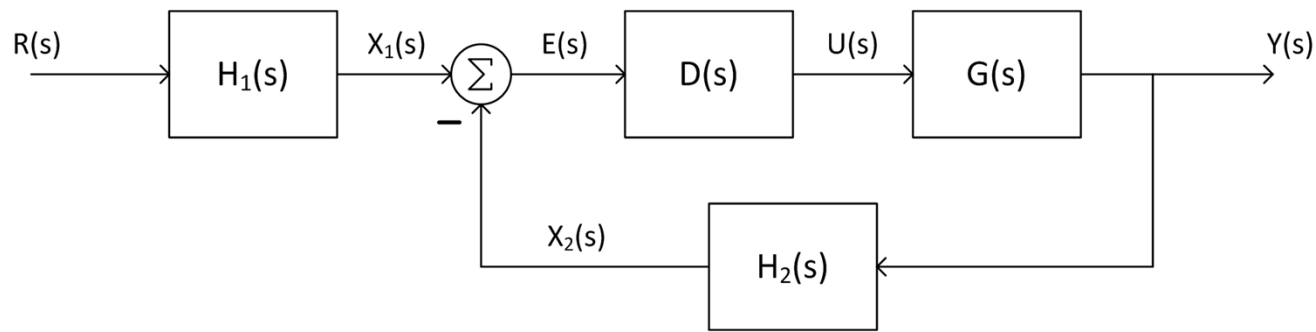 R(s)
H₁(s)
X₁(s)
Σ
E(s)
D(s)
U(s)
G(s)
Y(s)
−
X₂(s)
H₂(s)